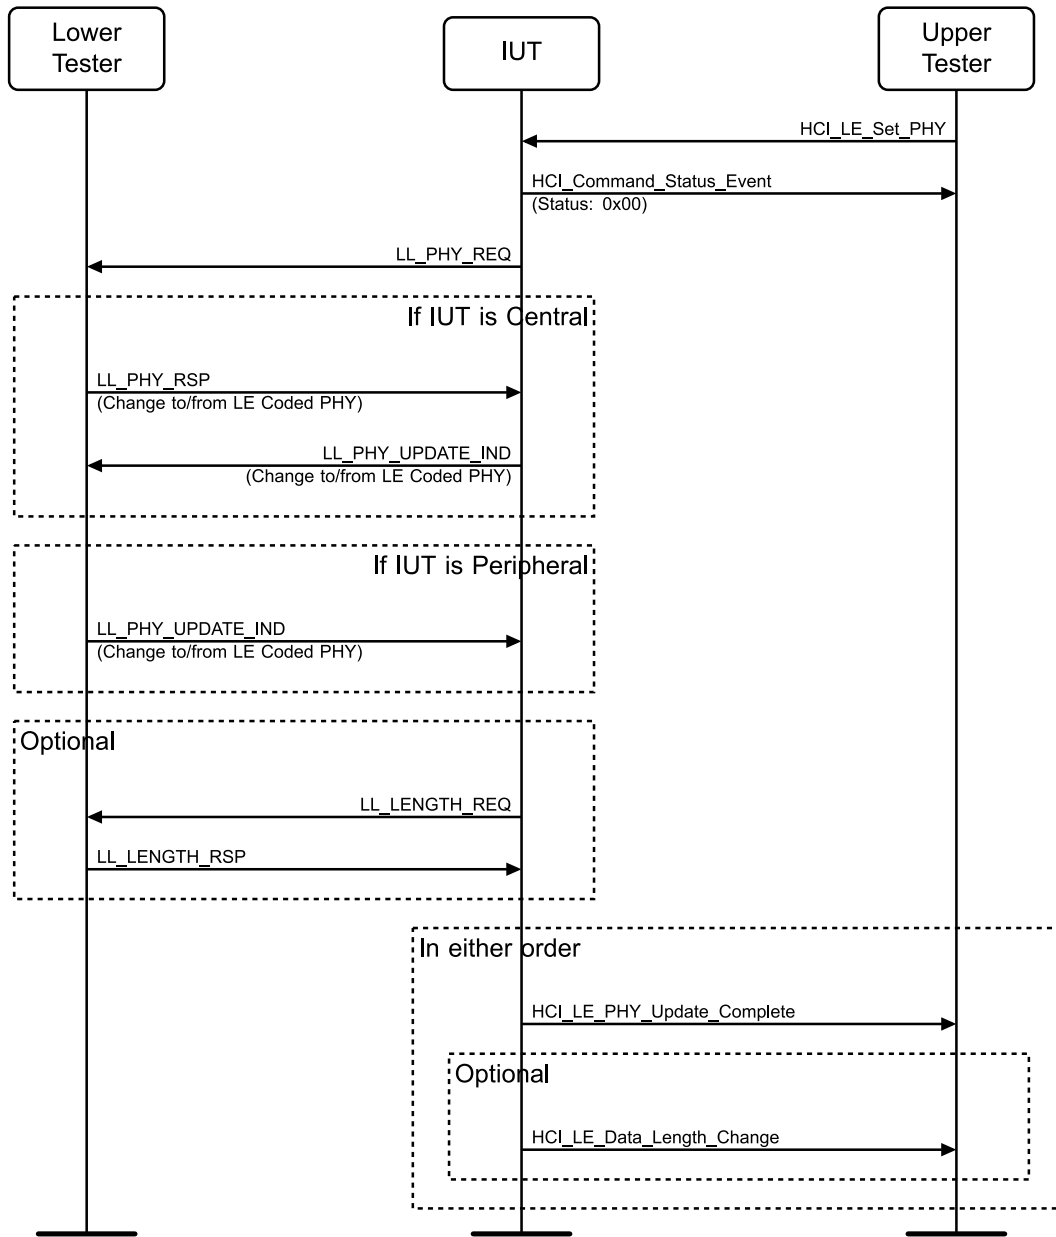 Lower
Tester
IUT
Upper
Tester
HCI_LE_Set_PHY
HCI_Command_Status_Event
(Status: 0x00)
LL_PHY_REQ
If IUT is Central
LL_PHY_RSP
(Change to/from LE Coded PHY)
LL_PHY_UPDATE_IND
(Change to/from LE Coded PHY)
If IUT is Peripheral
LL_PHY_UPDATE_IND
(Change to/from LE Coded PHY)
Optional
LL_LENGTH_REQ
LL_LENGTH_RSP
In either order
HCI_LE_PHY_Update_Complete
Optional
HCI_LE_Data_Length_Change